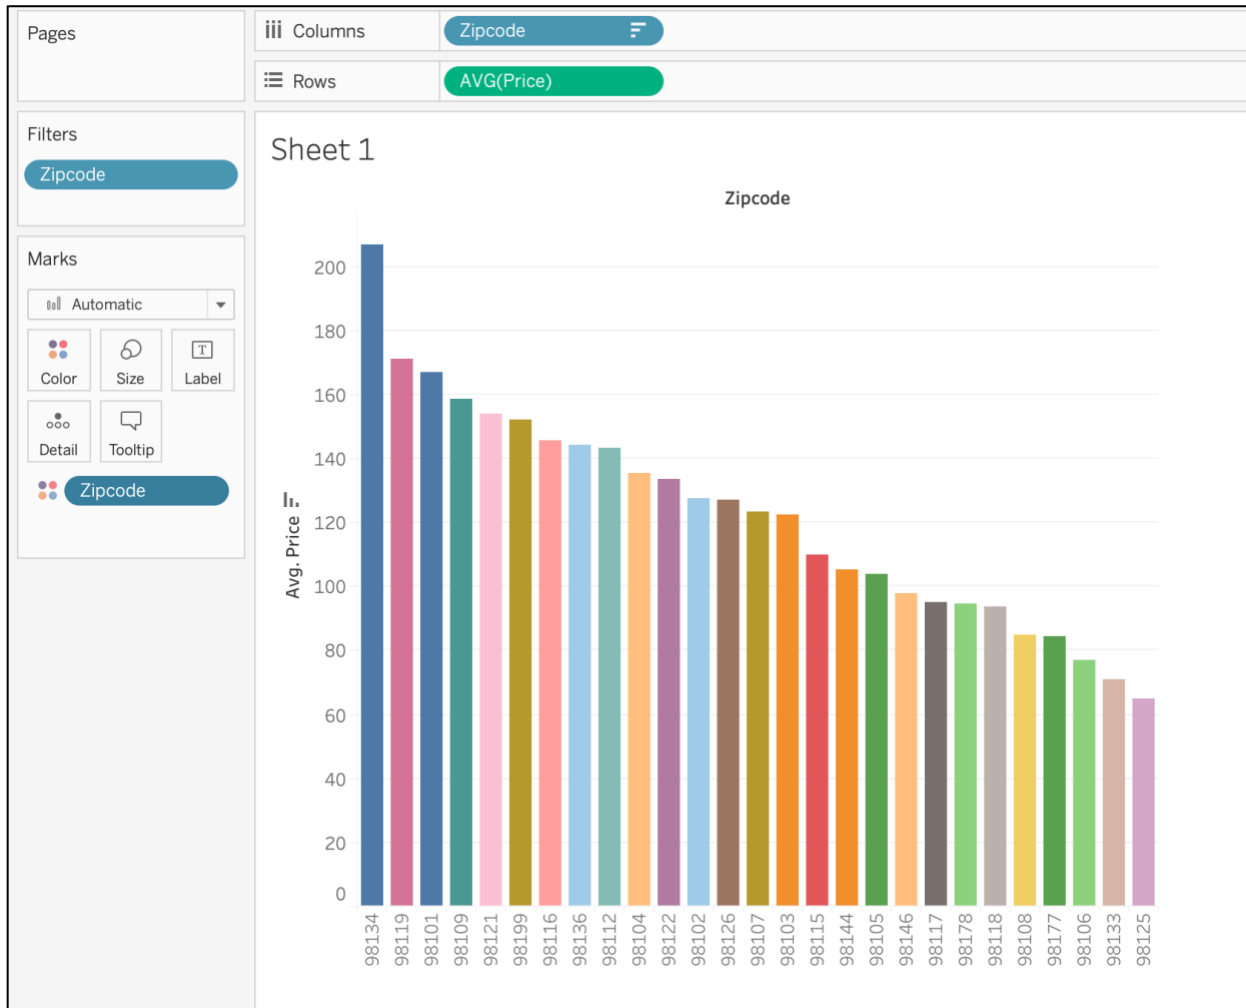 Pages
Columns
Zipcode
Rows
AVG(Price)
Filters
Zipcode
Marks
Automatic
Color
Size
Label
Detail
Tooltip
Zipcode
Sheet 1
Zipcode
200
180
160
140
120
100
80
60
40
20
0
Avg. Price
98134
98119
98101
98109
98121
98199
98116
98136
98112
98104
98122
98102
98126
98107
98103
98115
98144
98105
98146
98117
98178
98118
98108
98177
98106
98133
98125